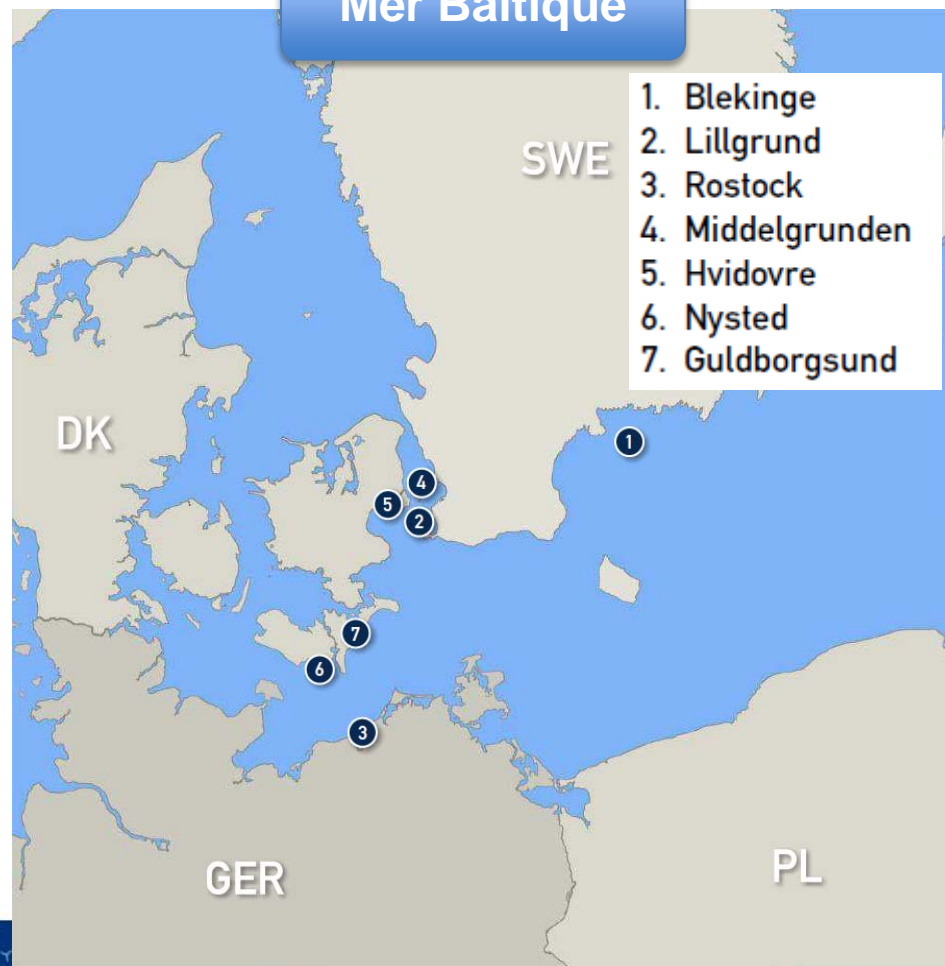 Mer Baltique
1. Blekinge
2. Lillgrund
3. Rostock
4. Middelgrunden
5. Hvidovre
6. Nysted
7. Guldborgsund
SWE
DK
1
4
5
2
7
6
3
GER
PL